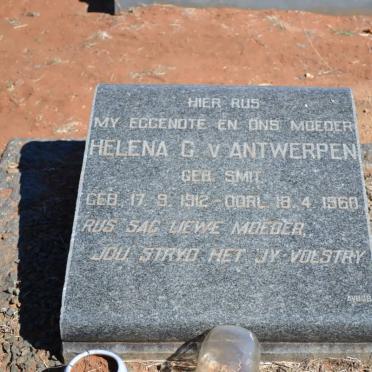 HIER RUS
MY EGGENOTE EN ONS MOEDER
HELENA G. v. ANTWERPEN
GEB. SMIT.
GEB. 17. 9. 1912 - OORL. 19. 4. 1960
RUS SAG LIEWE MOEDER,
JOU STRYD HET JY VOLSTRY